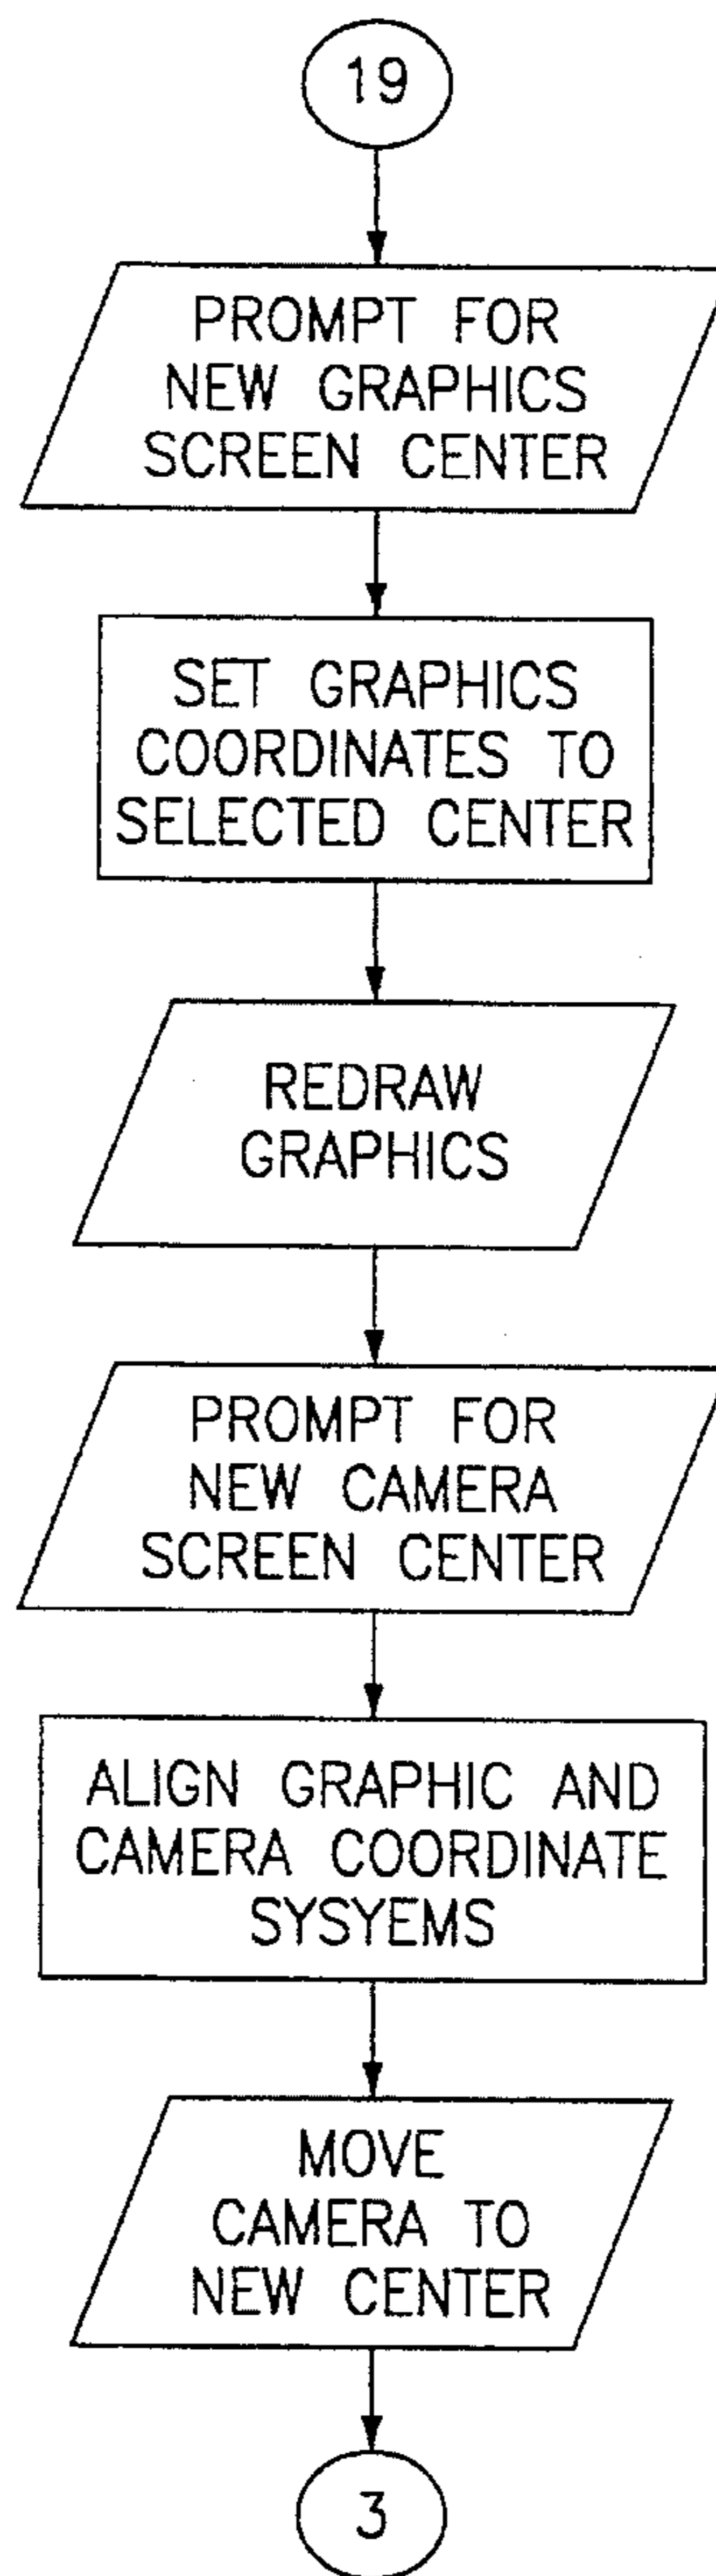 19
PROMPT FOR
NEW GRAPHICS
SCREEN CENTER
SET GRAPHICS
COORDINATES TO
SELECTED CENTER
REDRAW
GRAPHICS
PROMPT FOR
NEW CAMERA
SCREEN CENTER
ALIGN GRAPHIC AND
CAMERA COORDINATE
SYSYEMS
MOVE
CAMERA TO
NEW CENTER
3